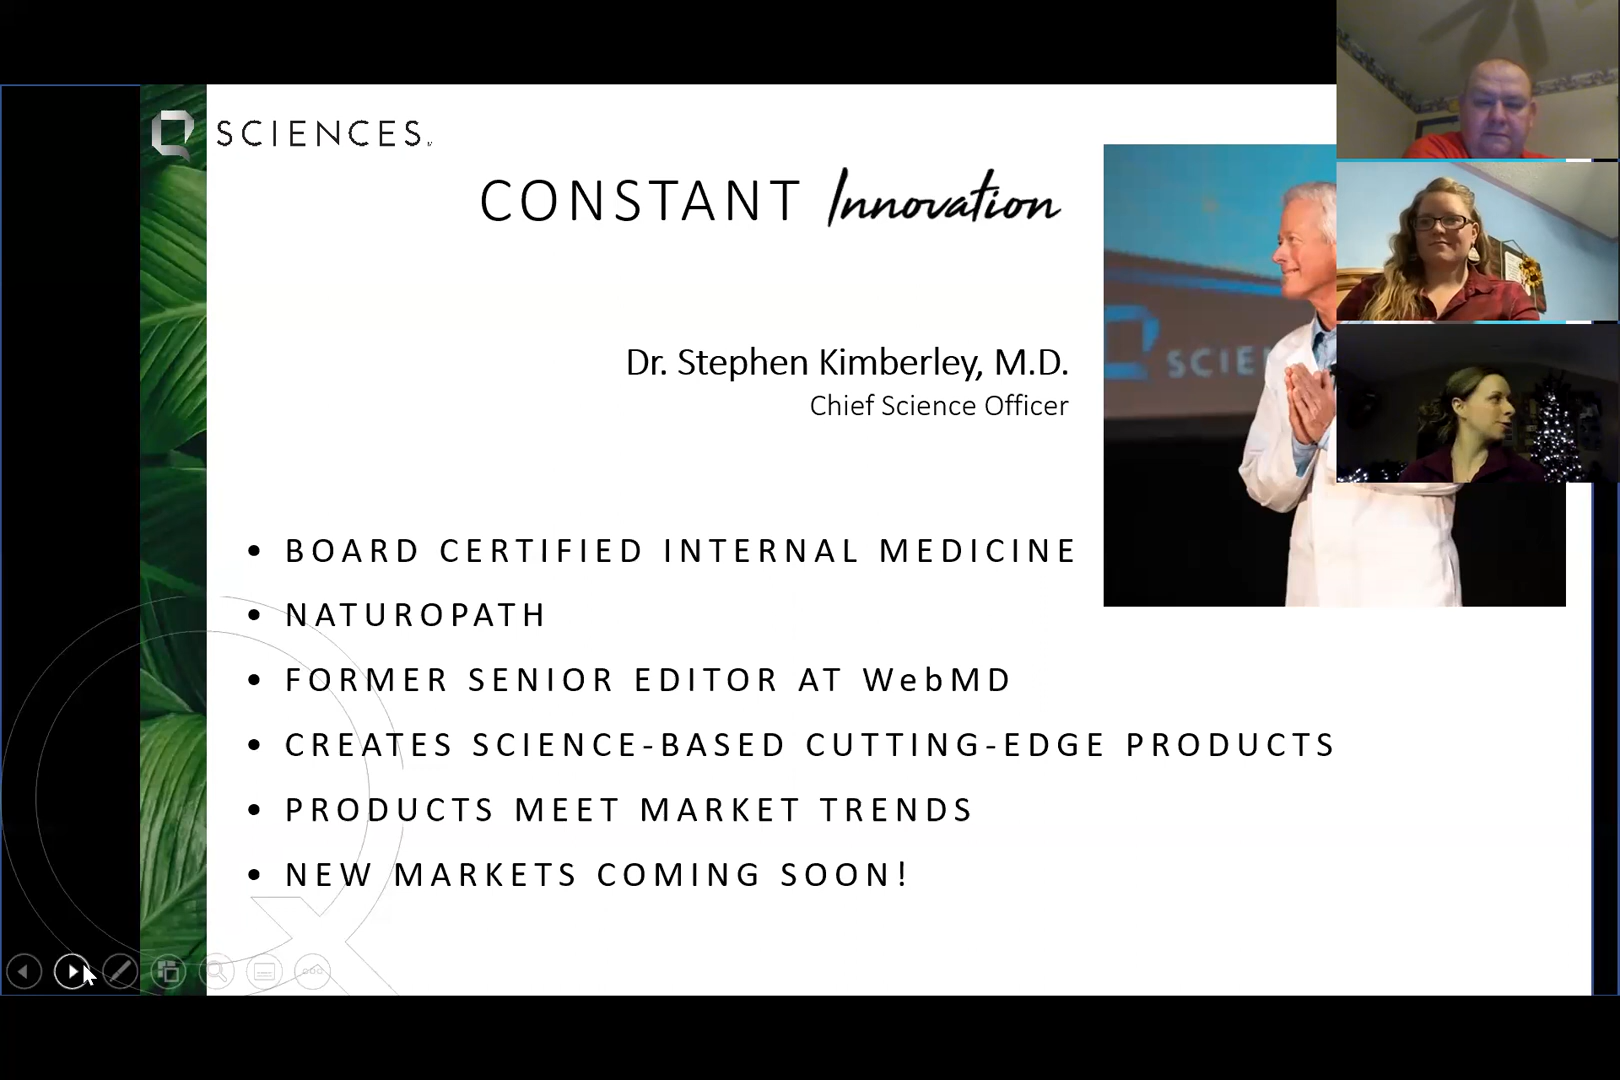 Q SCIENCES
CONSTANT Innovation
SCIE
Dr. Stephen Kimberley, M.D.
Chief Science Officer
• BOARD CERTIFIED INTERNAL MEDICINE
• NATUROPATH
• FORMER SENIOR EDITOR AT WebMD
• CREATES SCIENCE-BASED CUTTING-EDGE PRODUCTS
• PRODUCTS MEET MARKET TRENDS
• NEW MARKETS COMING SOON!